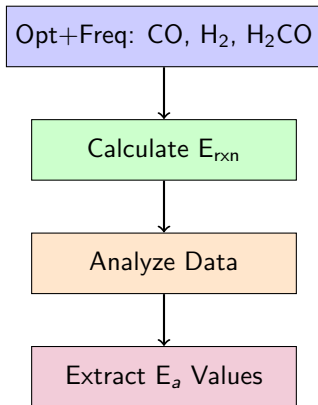 Opt+Freq: CO, H₂, H₂CO
Calculate Eᵣₓₙ
Analyze Data
Extract Eₐ Values